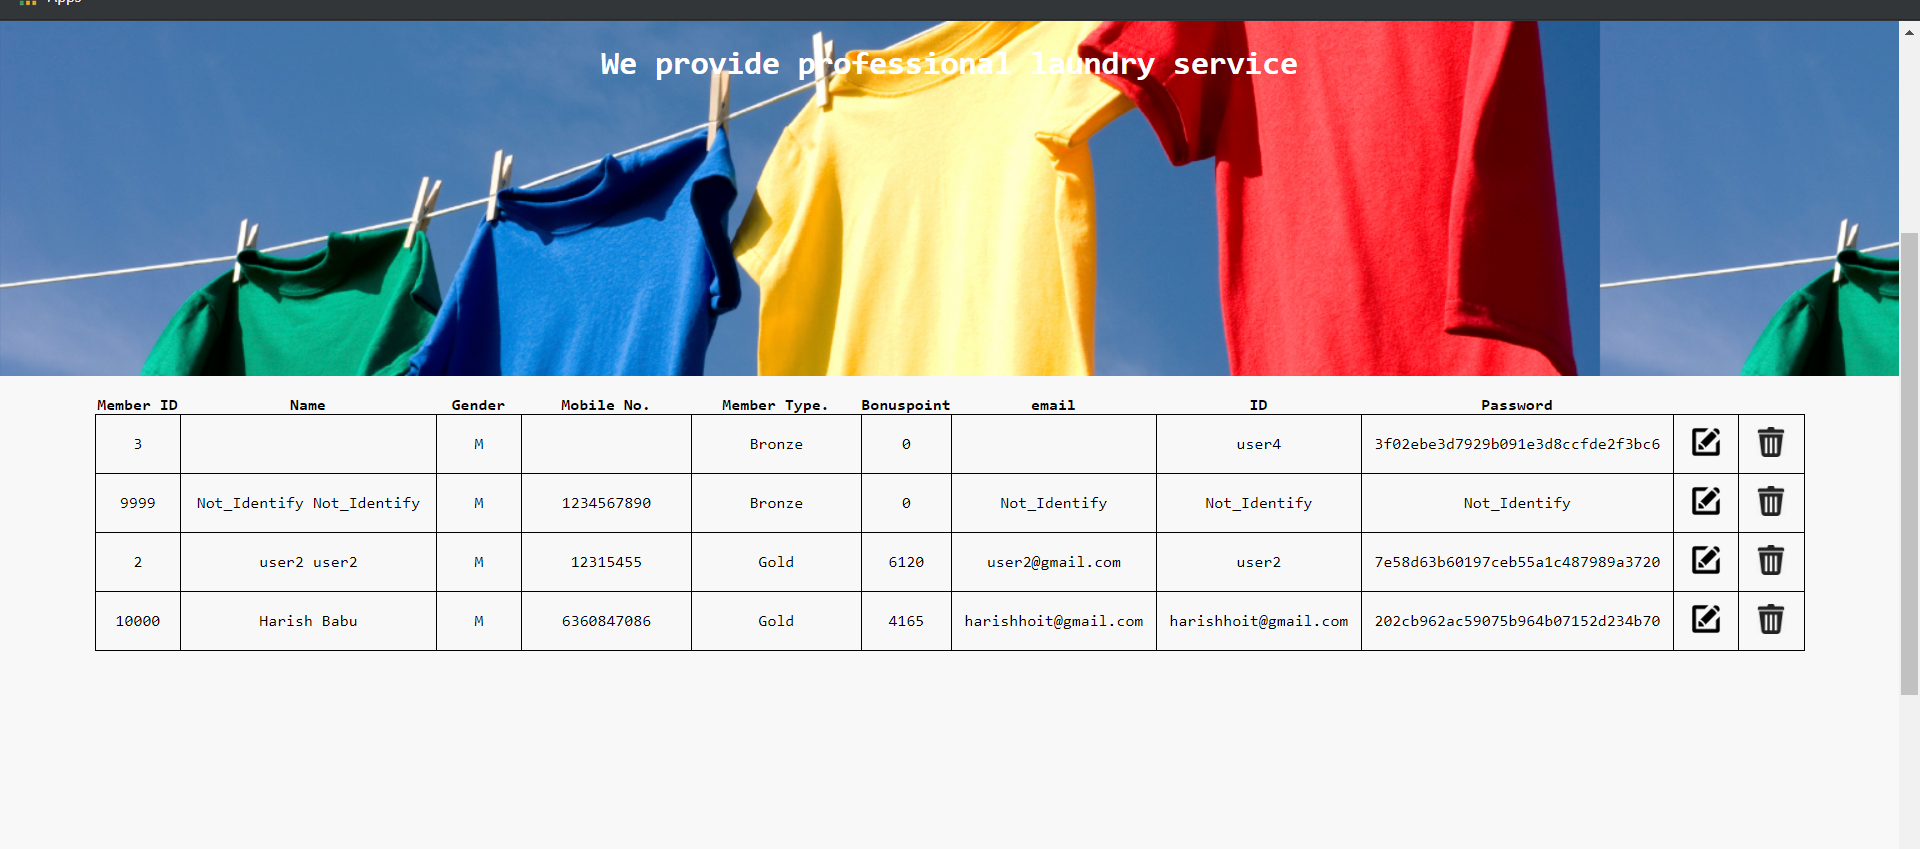 Apps
We provide professional laundry service
Member ID Name Gender Mobile No. Member Type. Bonuspoint email ID Password
3 M Bronze 0 user4 3f02ebe3d7929b091e3d8ccfde2f3bc6
9999 Not_Identify Not_Identify M 1234567890 Bronze 0 Not_Identify Not_Identify Not_Identify
2 user2 user2 M 12315455 Gold 6120 user2@gmail.com user2 7e58d63b60197ceb55a1c487989a3720
10000 Harish Babu M 6360847086 Gold 4165 harishhoit@gmail.com harishhoit@gmail.com 202cb962ac59075b964b07152d234b70